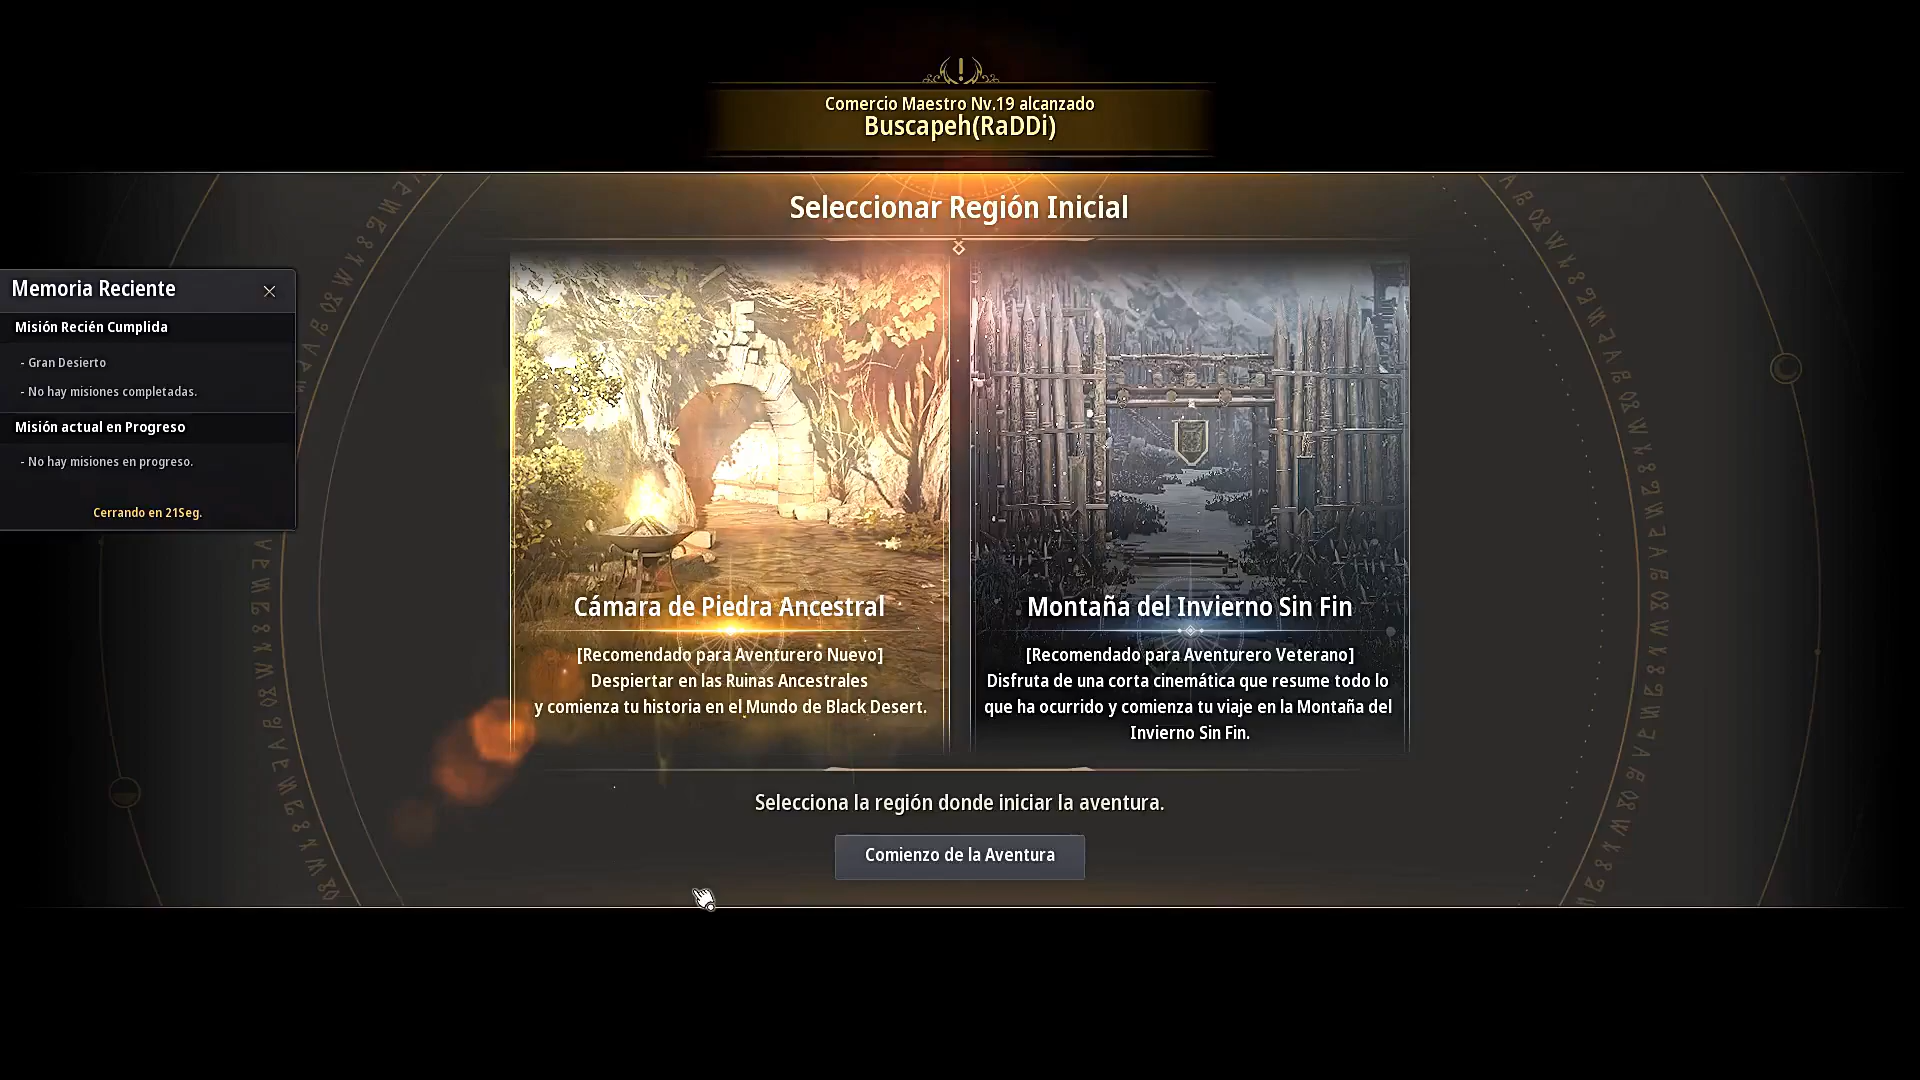 Comercio Maestro Nv.19 alcanzado
Buscapeh(RaDDi)
Seleccionar Región Inicial
Memoria Reciente
Misión Recién Cumplida
- Gran Desierto
- No hay misiones completadas.
Misión actual en Progreso
- No hay misiones en progreso.
Cerrando en 21Seg.
Cámara de Piedra Ancestral
[Recomendado para Aventurero Nuevo]
Despiertar en las Ruinas Ancestrales
y comienza tu historia en el Mundo de Black Desert.
Montaña del Invierno Sin Fin
[Recomendado para Aventurero Veterano]
Disfruta de una corta cinemática que resume todo lo
que ha ocurrido y comienza tu viaje en la Montaña del
Invierno Sin Fin.
Selecciona la región donde iniciar la aventura.
Comienzo de la Aventura